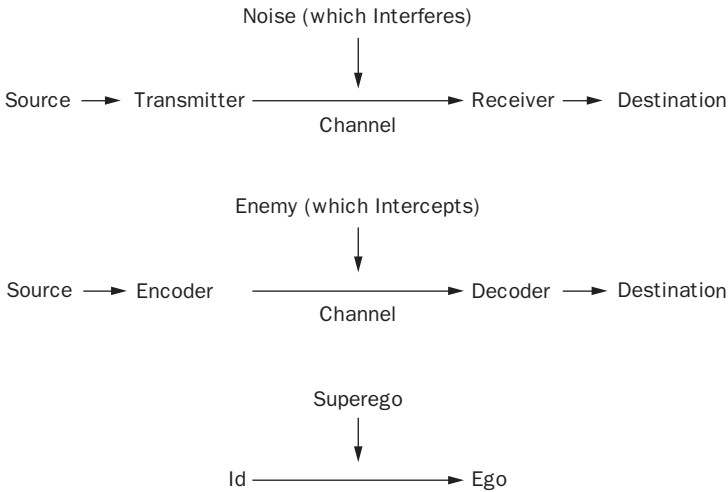 Noise (which Interferes)
Source Transmitter Receiver Destination
Channel
Enemy (which Intercepts)
Source Encoder Decoder Destination
Channel
Superego
Id Ego